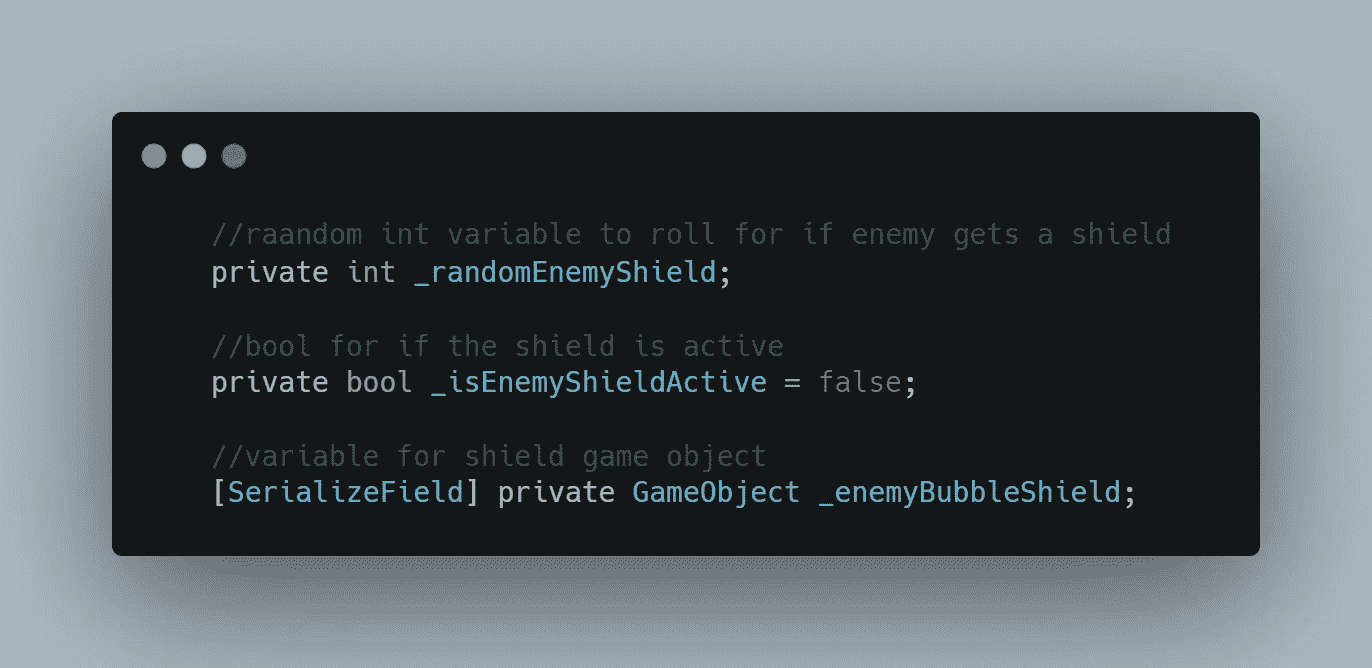 //raandom int variable to roll for if enemy gets a shield
private int _randomEnemyShield;
//bool for if the shield is active
private bool _isEnemyShieldActive = false;
//variable for shield game object
[SerializeField] private GameObject _enemyBubbleShield;